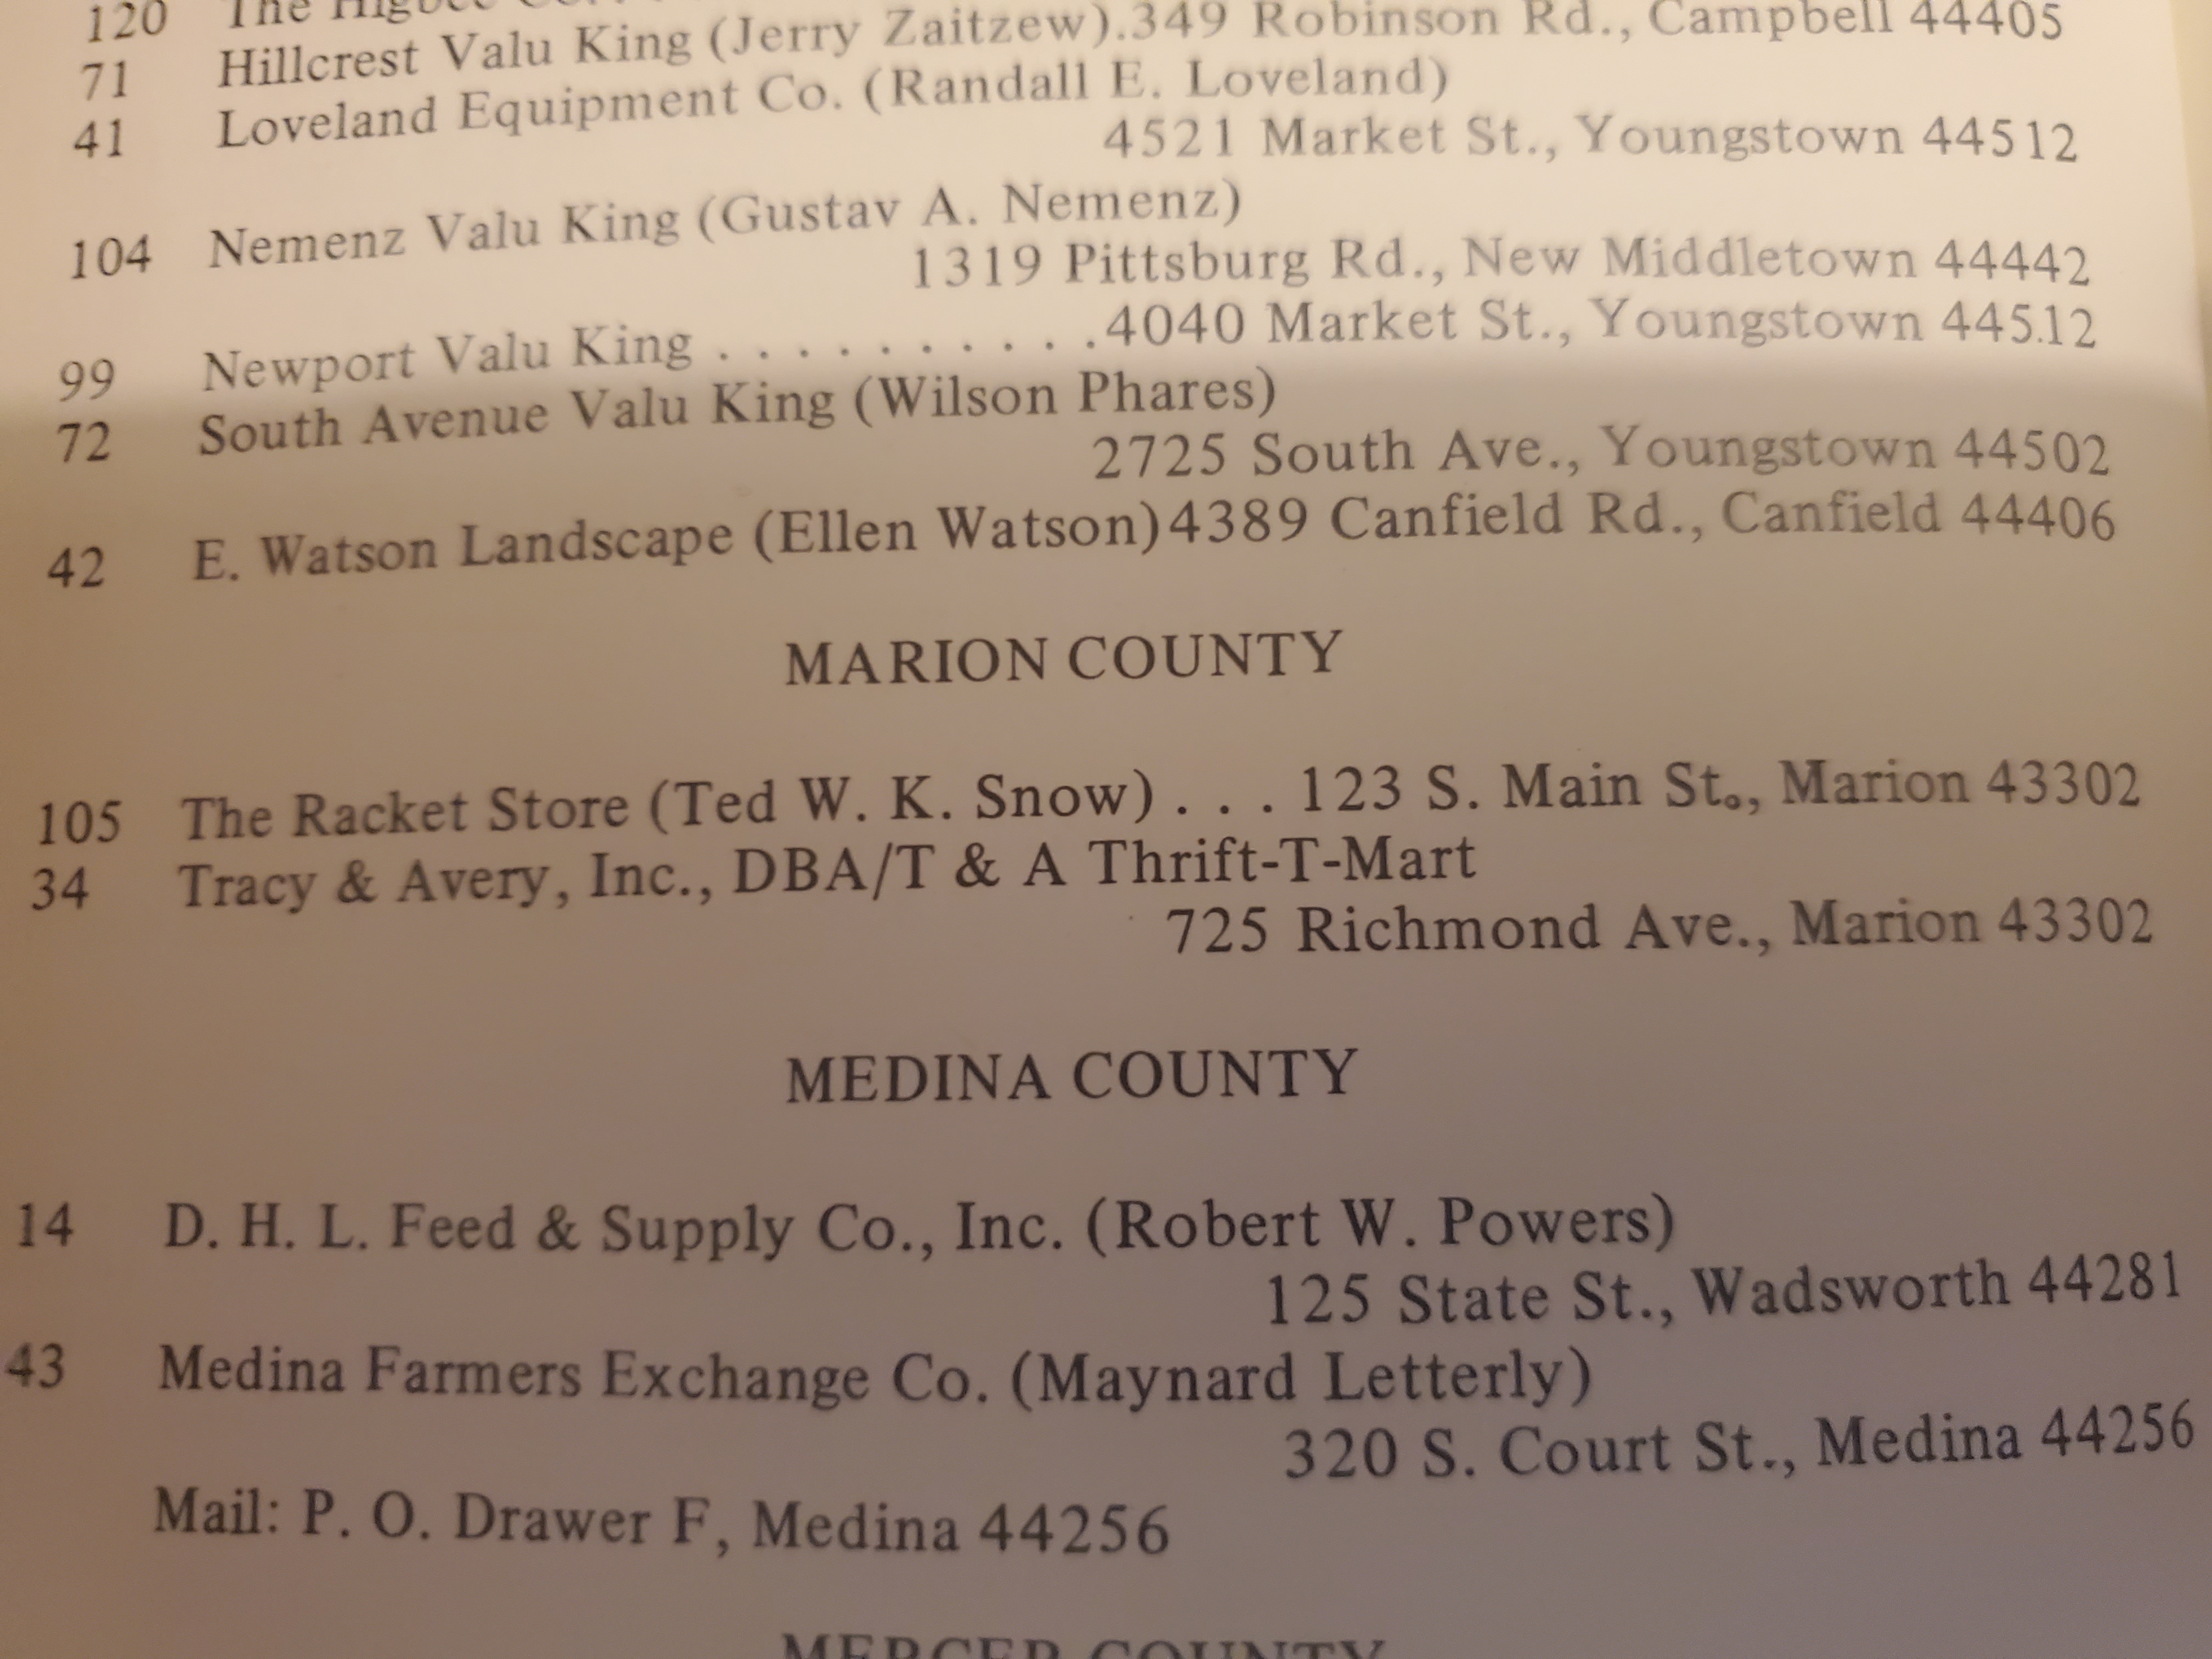 120 The
71 Hillcrest Valu King (Jerry Zaitzew).349 Robinson Rd., Campbell 44405
41 Loveland Equipment Co. (Randall E. Loveland)
4521 Market St., Youngstown 44512
104 Nemenz Valu King (Gustav A. Nemenz)
1319 Pittsburg Rd., New Middletown 44442
99 Newport Valu King . . . . . . . . . .4040 Market St., Youngstown 445.12
72 South Avenue Valu King (Wilson Phares)
2725 South Ave., Youngstown 44502
42 E. Watson Landscape (Ellen Watson)4389 Canfield Rd., Canfield 44406
MARION COUNTY
105 The Racket Store (Ted W. K. Snow) . . . 123 S. Main St., Marion 43302
34 Tracy & Avery, Inc., DBA/T & A Thrift-T-Mart
725 Richmond Ave., Marion 43302
MEDINA COUNTY
14 D. H. L. Feed & Supply Co., Inc. (Robert W. Powers)
125 State St., Wadsworth 44281
43 Medina Farmers Exchange Co. (Maynard Letterly)
320 S. Court St., Medina 44256
Mail: P. O. Drawer F, Medina 44256
MERCER COUNTY